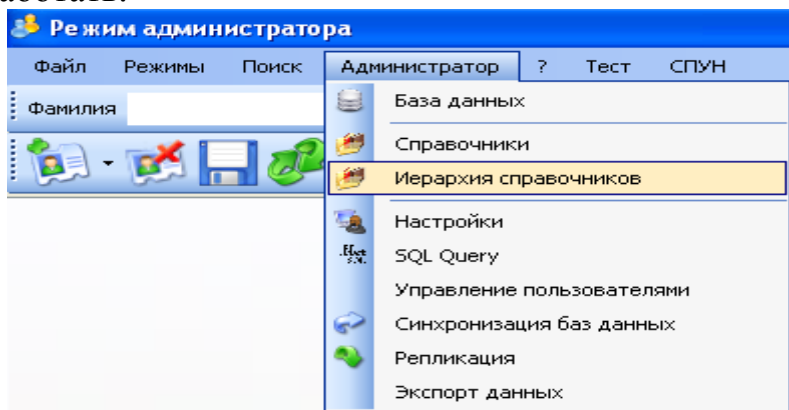 Режим администратора
Файл Режимы Поиск Администратор ? Тест СПУН
Фамилия
База данных
Справочники
Иерархия справочников
Настройки
SQL Query
Управление пользователями
Синхронизация баз данных
Репликация
Экспорт данных